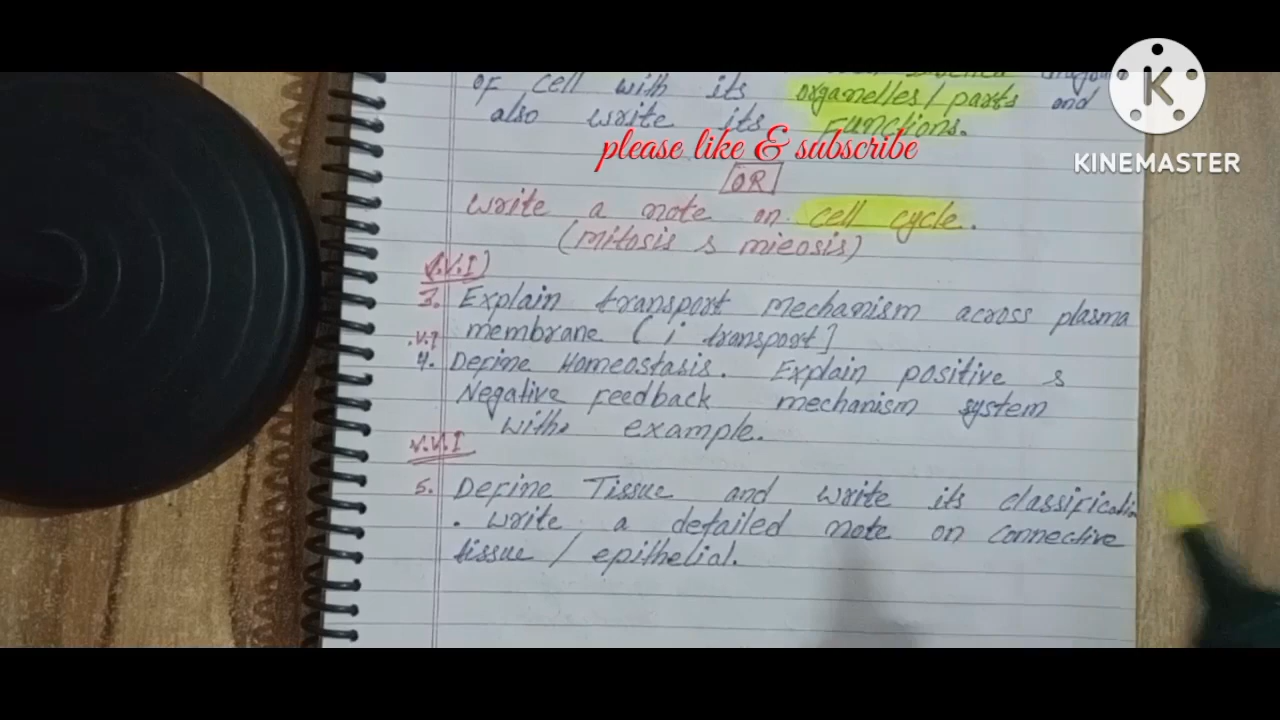 of cell with its organelles/parts and
also write its Functions.
please like & subscribe
K
KINEMASTER
OR
write a note on cell cycle.
(mitosis & mieosis)
V.V.I)
3. Explain transport mechanism across plasma
membrane (i transport]
4. Define Homeostasis. Explain positive &
Negative Feedback mechanism system
with example.
V.V.I
5. Define Tissue and write its classification
. write a detailed note on connective
tissue / epithelial.